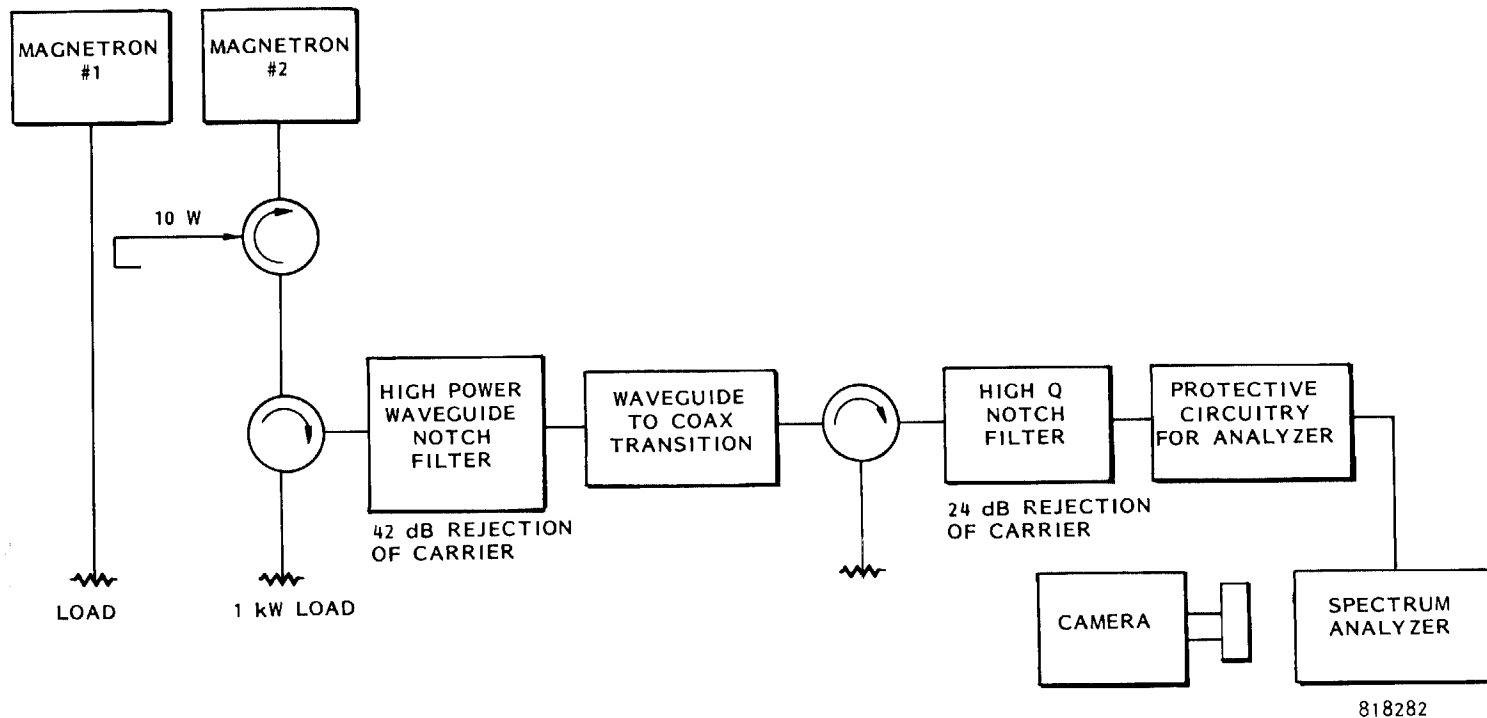 MAGNETRON
#1
MAGNETRON
#2
10 W
HIGH POWER
WAVEGUIDE
NOTCH
FILTER
WAVEGUIDE
TO COAX
TRANSITION
HIGH Q
NOTCH
FILTER
PROTECTIVE
CIRCUITRY
FOR ANALYZER
42 dB REJECTION
OF CARRIER
24 dB REJECTION
OF CARRIER
LOAD
1 kW LOAD
CAMERA
SPECTRUM
ANALYZER
818282